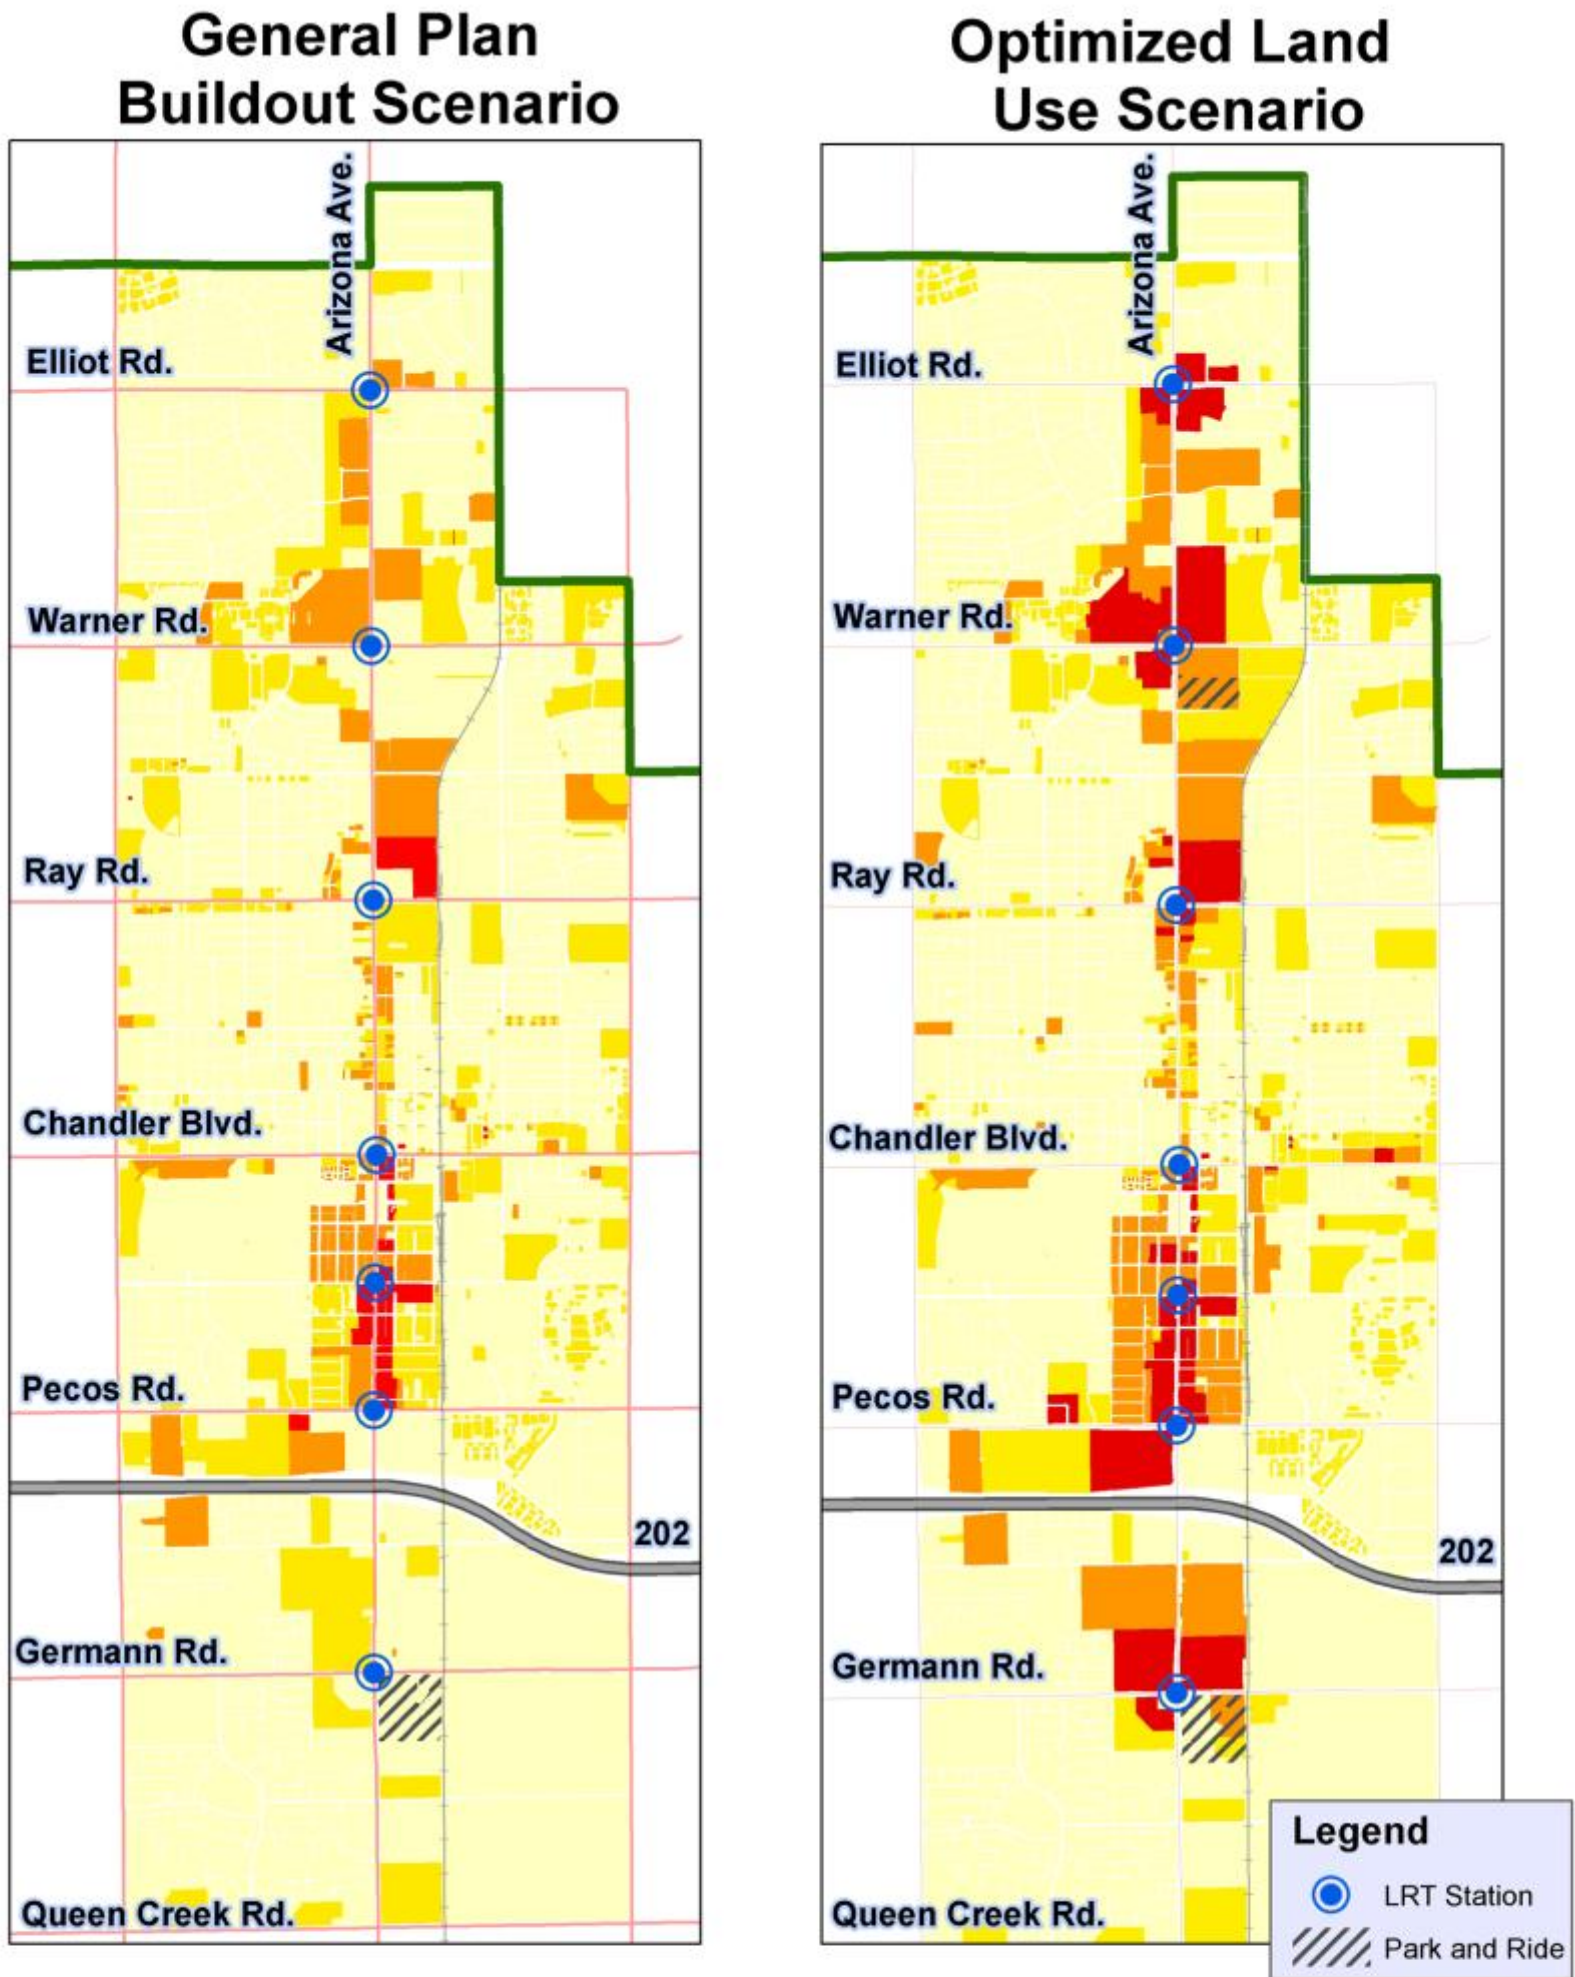 General Plan
Buildout Scenario
Arizona Ave.
Elliot Rd.
Warner Rd.
Ray Rd.
Chandler Blvd.
Pecos Rd.
202
Germann Rd.
Queen Creek Rd.
Optimized Land
Use Scenario
Arizona Ave.
Elliot Rd.
Warner Rd.
Ray Rd.
Chandler Blvd.
Pecos Rd.
202
Germann Rd.
Queen Creek Rd.
Legend
LRT Station
Park and Ride